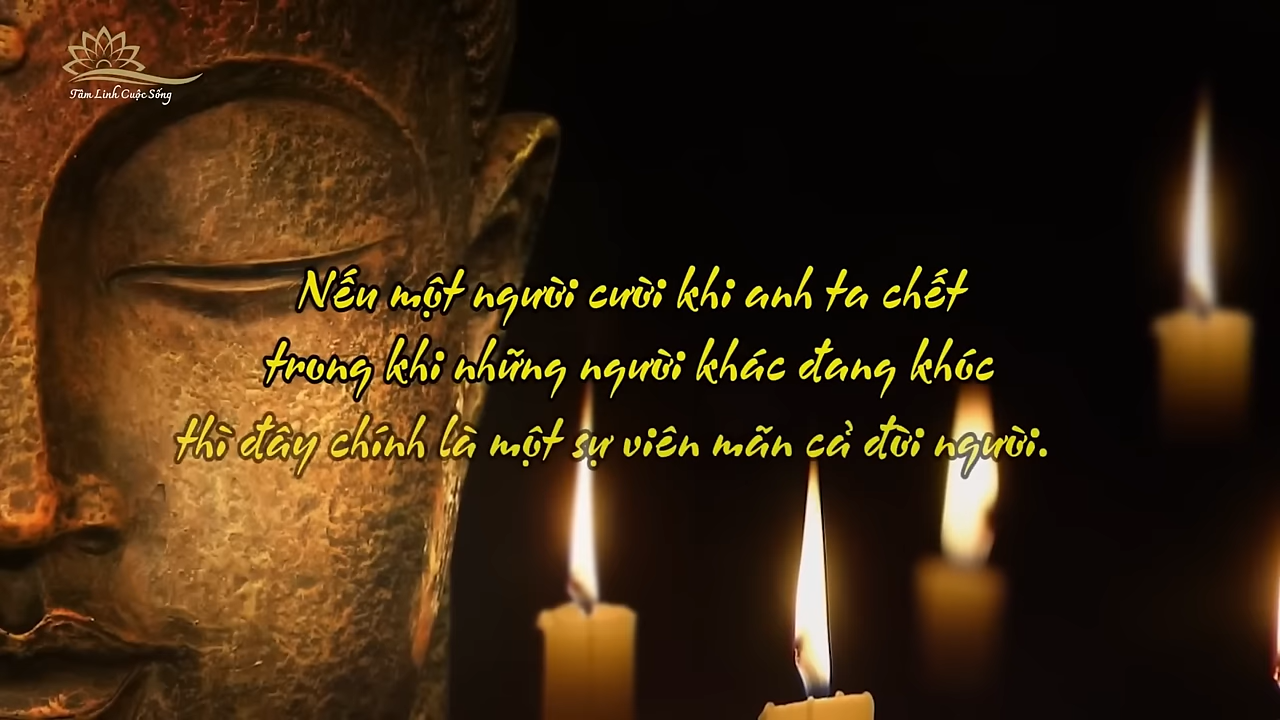 Tâm Linh Cuộc Sống
Nếu một người cười khi anh ta chết
trong khi những người khác đang khóc
thì đây chính là một sự viên mãn cả đời người.